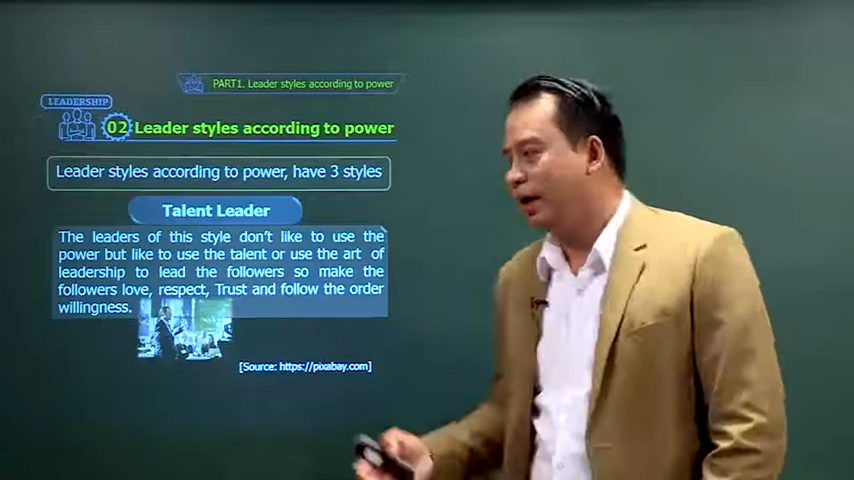 PART1. Leader styles according to power
LEADERSHIP
02 Leader styles according to power
Leader styles according to power, have 3 styles
Talent Leader
The leaders of this style don't like to use the
power but like to use the talent or use the art of
leadership to lead the followers so make the
followers love, respect, Trust and follow the order
willingness.
[Source: https://pixabay.com]